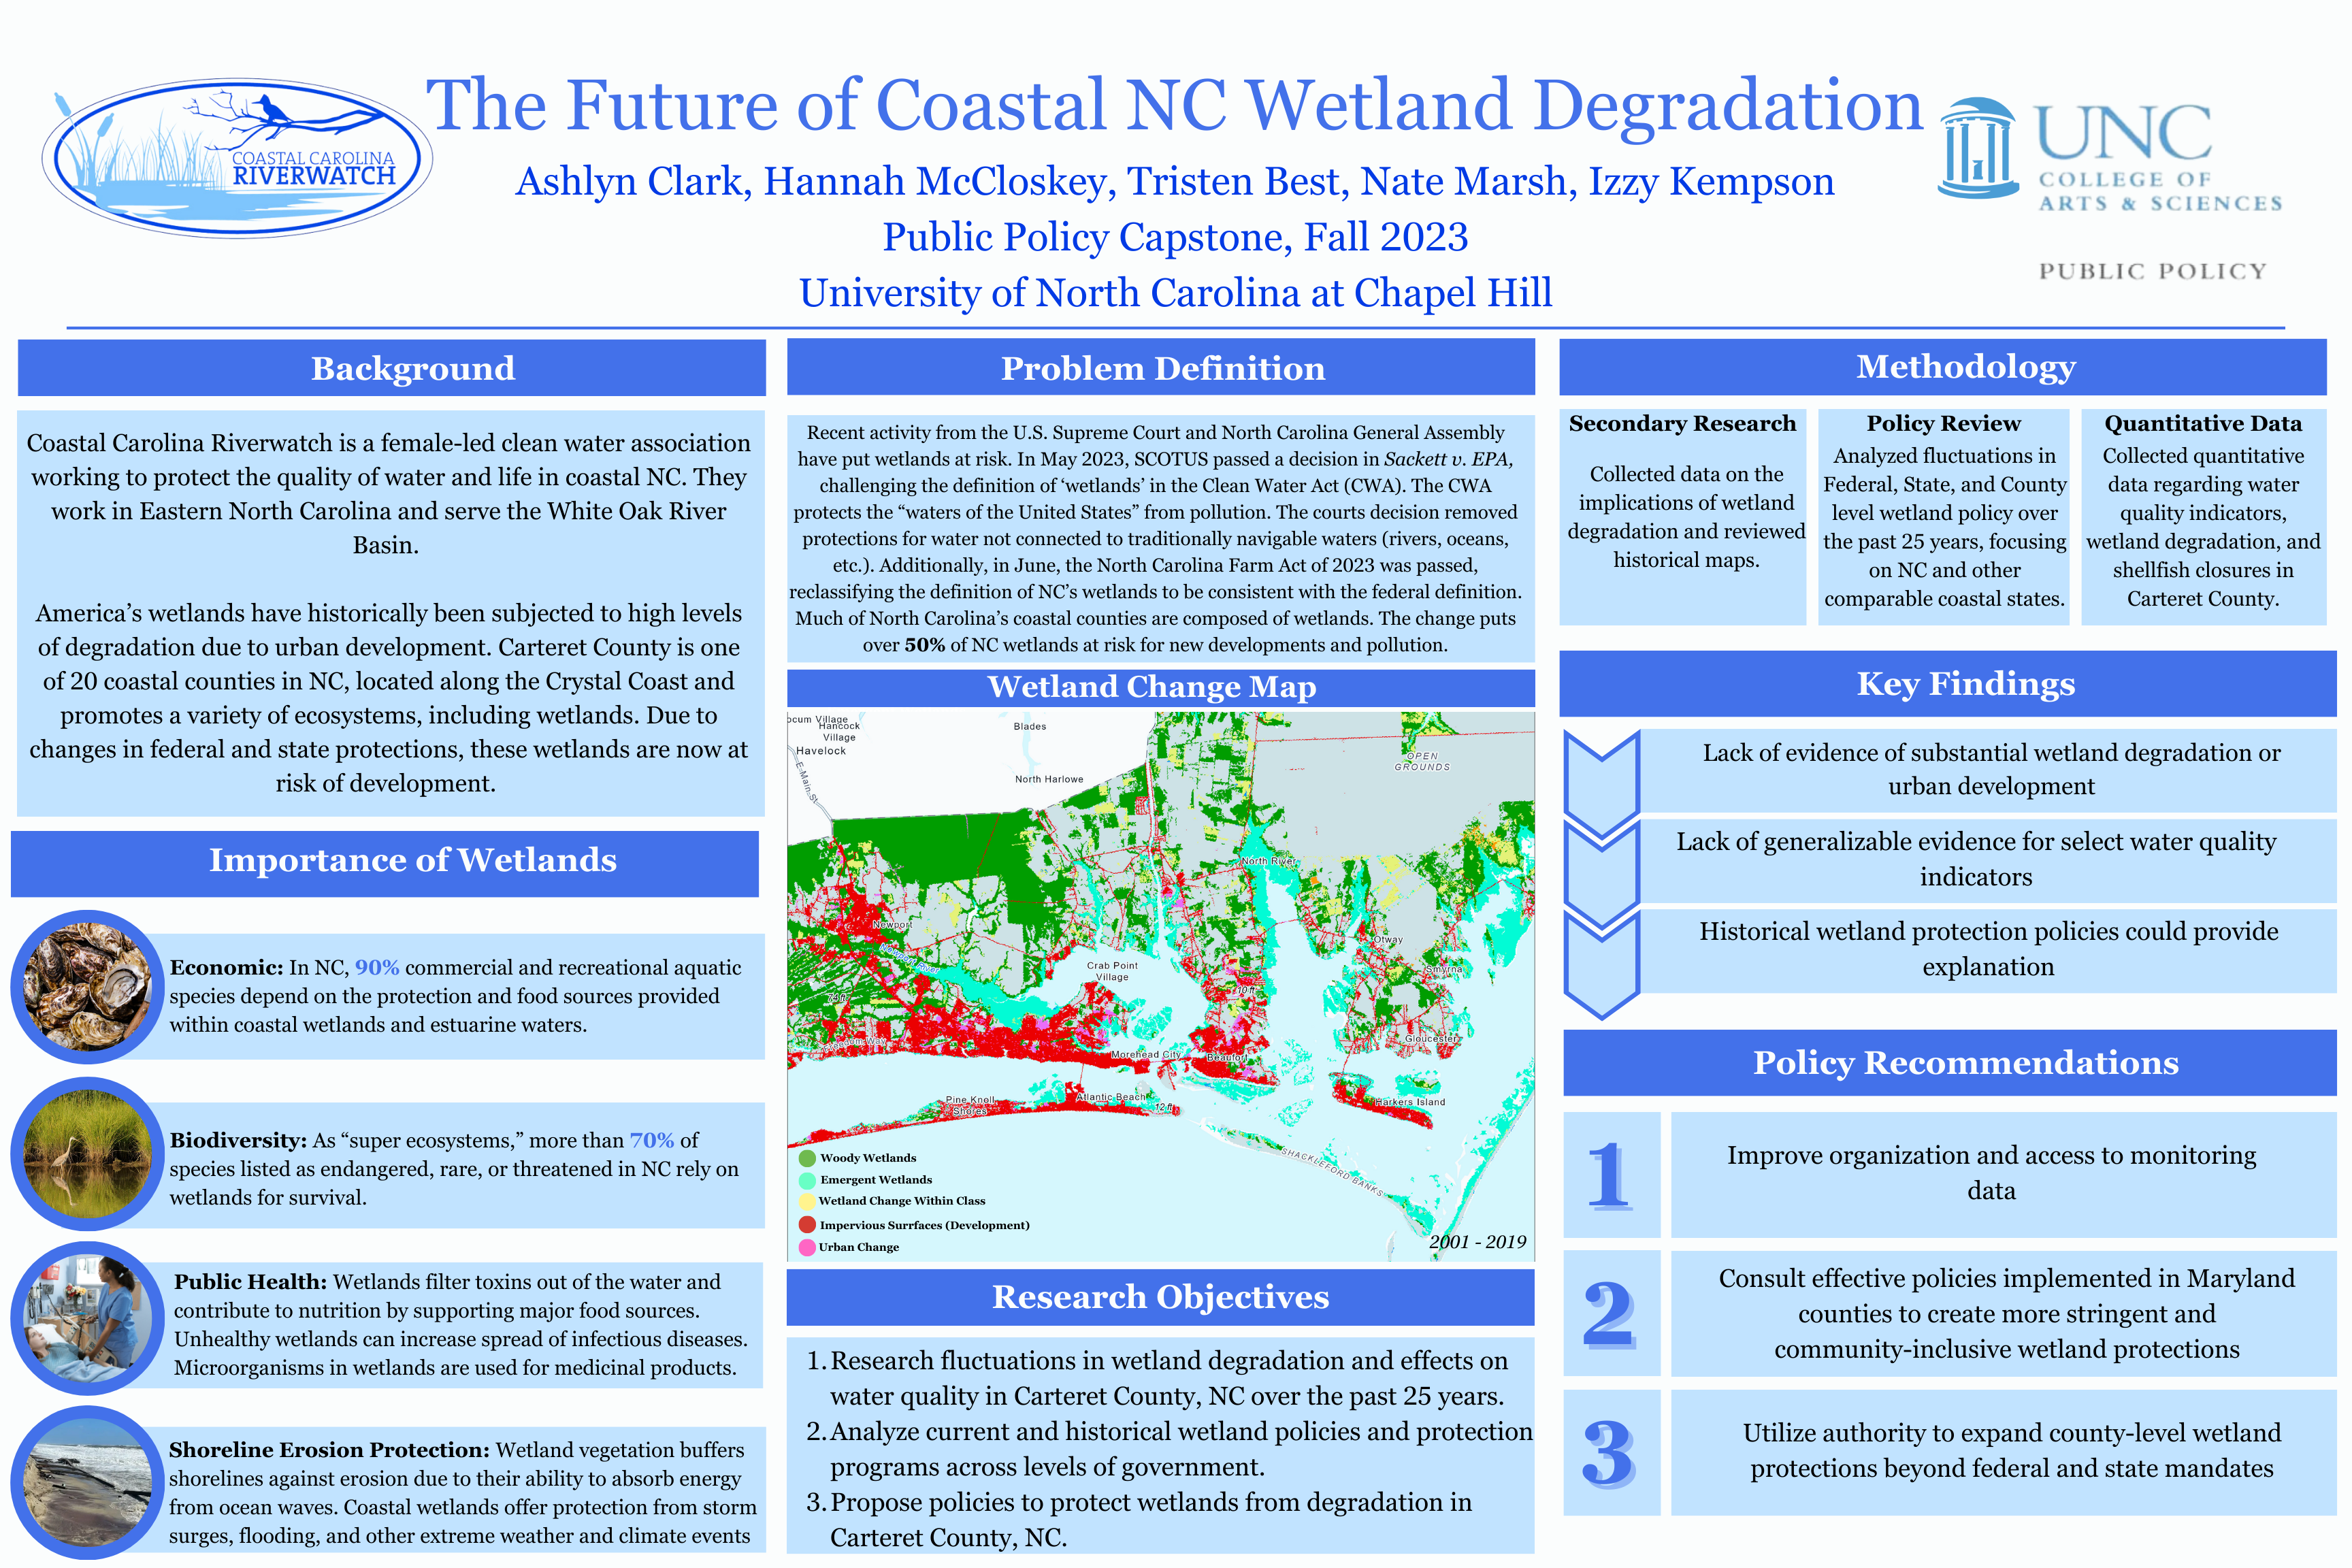 COASTAL CAROLINA
RIVERWATCH
The Future of Coastal NC Wetland Degradation
Ashlyn Clark, Hannah McCloskey, Tristen Best, Nate Marsh, Izzy Kempson
Public Policy Capstone, Fall 2023
University of North Carolina at Chapel Hill
UNC
COLLEGE OF
ARTS & SCIENCES
PUBLIC POLICY
Background
Coastal Carolina Riverwatch is a female-led clean water association
working to protect the quality of water and life in coastal NC. They
work in Eastern North Carolina and serve the White Oak River
Basin.
America’s wetlands have historically been subjected to high levels
of degradation due to urban development. Carteret County is one
of 20 coastal counties in NC, located along the Crystal Coast and
promotes a variety of ecosystems, including wetlands. Due to
changes in federal and state protections, these wetlands are now at
risk of development.
Importance of Wetlands
Economic: In NC, 90% commercial and recreational aquatic
species depend on the protection and food sources provided
within coastal wetlands and estuarine waters.
Biodiversity: As “super ecosystems,” more than 70% of
species listed as endangered, rare, or threatened in NC rely on
wetlands for survival.
Public Health: Wetlands filter toxins out of the water and
contribute to nutrition by supporting major food sources.
Unhealthy wetlands can increase spread of infectious diseases.
Microorganisms in wetlands are used for medicinal products.
Shoreline Erosion Protection: Wetland vegetation buffers
shorelines against erosion due to their ability to absorb energy
from ocean waves. Coastal wetlands offer protection from storm
surges, flooding, and other extreme weather and climate events
Problem Definition
Recent activity from the U.S. Supreme Court and North Carolina General Assembly
have put wetlands at risk. In May 2023, SCOTUS passed a decision in Sackett v. EPA,
challenging the definition of ‘wetlands’ in the Clean Water Act (CWA). The CWA
protects the “waters of the United States” from pollution. The courts decision removed
protections for water not connected to traditionally navigable waters (rivers, oceans,
etc.). Additionally, in June, the North Carolina Farm Act of 2023 was passed,
reclassifying the definition of NC’s wetlands to be consistent with the federal definition.
Much of North Carolina’s coastal counties are composed of wetlands. The change puts
over 50% of NC wetlands at risk for new developments and pollution.
Wetland Change Map
ocum Village
Hancock
Village
Havelock
E Main St
Blades
North Harlowe
OPEN
GROUNDS
North River
Newport
Crab Point
Village
Otway
Smyrna
10 ft
Gloucester
Morehead City
Beaufort
Pine Knoll
Shores
Atlantic Beach
12 ft
Harkers Island
SHACKLEFORD BANKS
Woody Wetlands
Emergent Wetlands
Wetland Change Within Class
Impervious Surrfaces (Development)
Urban Change
2001 - 2019
Research Objectives
1. Research fluctuations in wetland degradation and effects on
water quality in Carteret County, NC over the past 25 years.
2. Analyze current and historical wetland policies and protection
programs across levels of government.
3. Propose policies to protect wetlands from degradation in
Carteret County, NC.
Methodology
Secondary Research
Collected data on the
implications of wetland
degradation and reviewed
historical maps.
Policy Review
Analyzed fluctuations in
Federal, State, and County
level wetland policy over
the past 25 years, focusing
on NC and other
comparable coastal states.
Quantitative Data
Collected quantitative
data regarding water
quality indicators,
wetland degradation, and
shellfish closures in
Carteret County.
Key Findings
Lack of evidence of substantial wetland degradation or
urban development
Lack of generalizable evidence for select water quality
indicators
Historical wetland protection policies could provide
explanation
Policy Recommendations
1
Improve organization and access to monitoring
data
2
Consult effective policies implemented in Maryland
counties to create more stringent and
community-inclusive wetland protections
3
Utilize authority to expand county-level wetland
protections beyond federal and state mandates